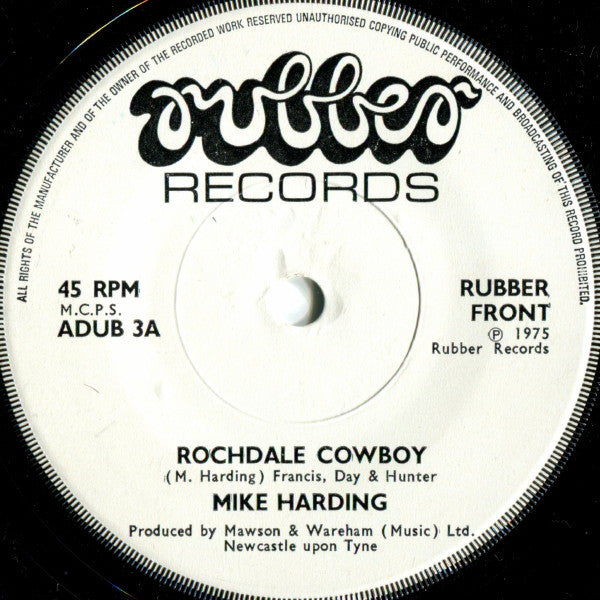 ALL RIGHTS OF THE MANUFACTURER AND OF THE OWNER OF THE RECORDED WORK RESERVED UNAUTHORISED COPYING PUBLIC PERFORMANCE AND BROADCASTING OF THIS RECORD PROHIBITED.
rubber
RECORDS
45 RPM
M.C.P.S.
ADUB 3A
RUBBER
FRONT
℗ 1975
Rubber Records
ROCHDALE COWBOY
(M. Harding) Francis, Day & Hunter
MIKE HARDING
Produced by Mawson & Wareham (Music) Ltd.
Newcastle upon Tyne